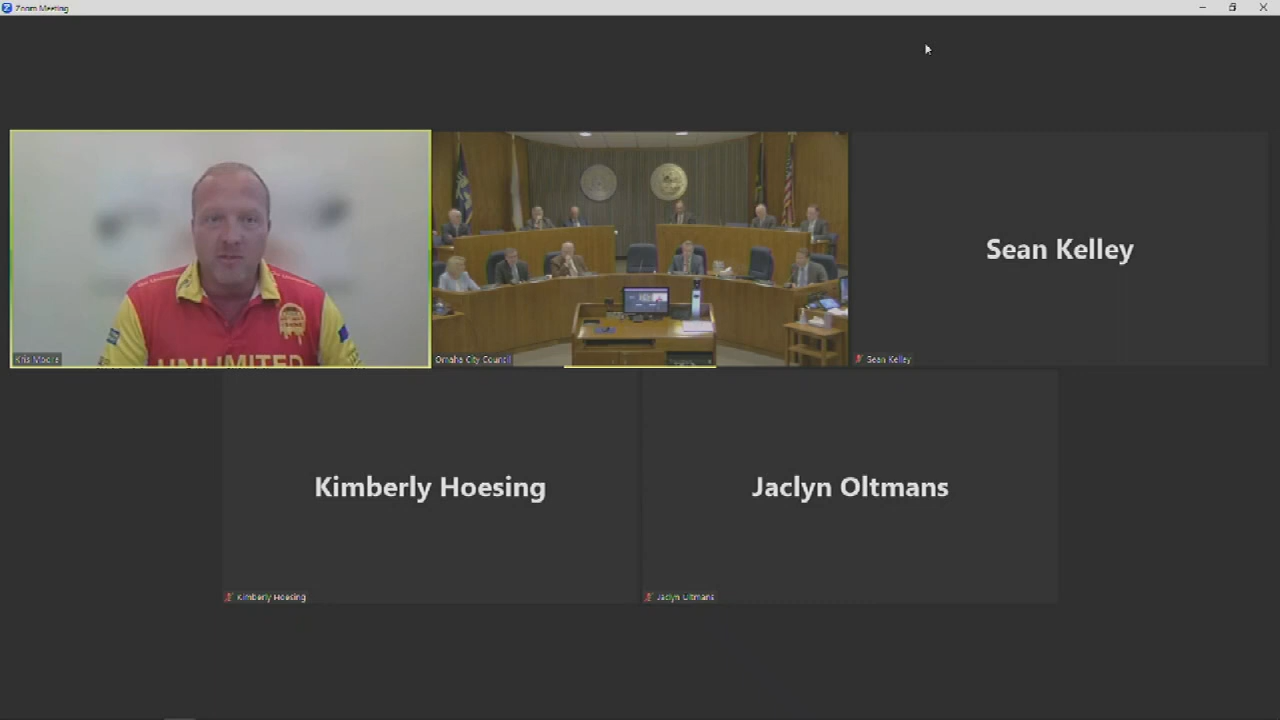 Zoom Meeting
UNLIMITED
Kris Moore
Omaha City Council
Sean Kelley
Sean Kelley
Kimberly Hoesing
Jaclyn Oltmans
Kimberly Hoesing
Jaclyn Oltmans